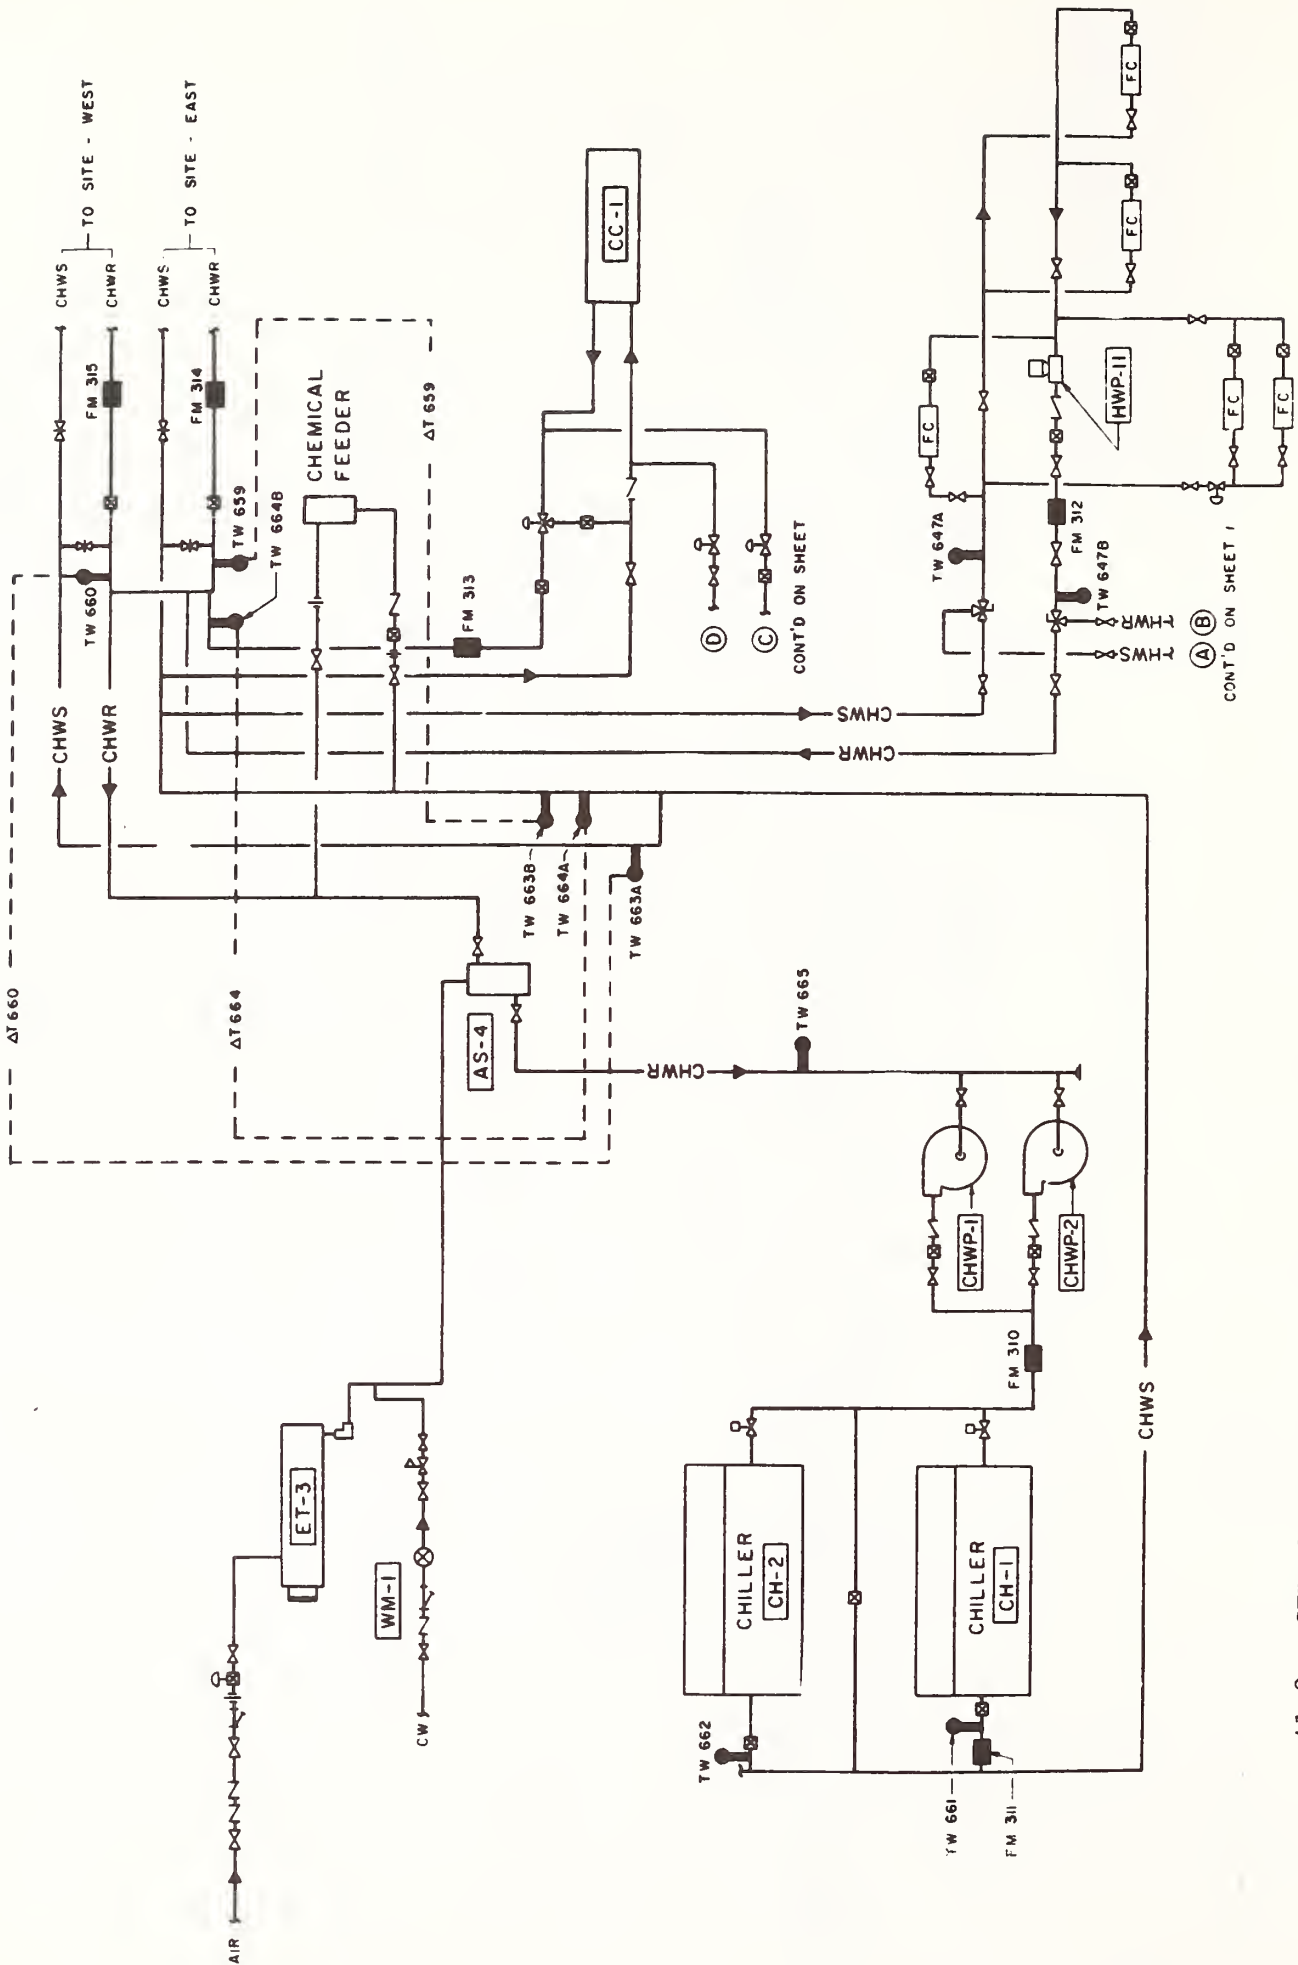 TO SITE - WEST
TO SITE - EAST
CHWS
CHWR
CHWS
CHWR
FM 315
FM 314
TW 659
TW 664B
TW 660
ΔT 659
CHEMICAL
FEEDER
CC-1
FC
FC
FC
FC
FC
HWP-11
FM 312
TW 647A
TW 647B
HWR
HWS
A
B
CONT'D ON SHEET 1
D
C
CONT'D ON SHEET
FM 313
CHWS
CHWR
CHWS
CHWR
TW 663B
TW 664A
TW 663A
ΔT 660
ΔT 664
AS-4
CHWR
TW 665
CHWP-1
CHWP-2
FM 310
CHWS
ET-3
WM-1
CW
AIR
CHILLER
CH-2
CHILLER
CH-1
TW 662
TW 661
FM 311